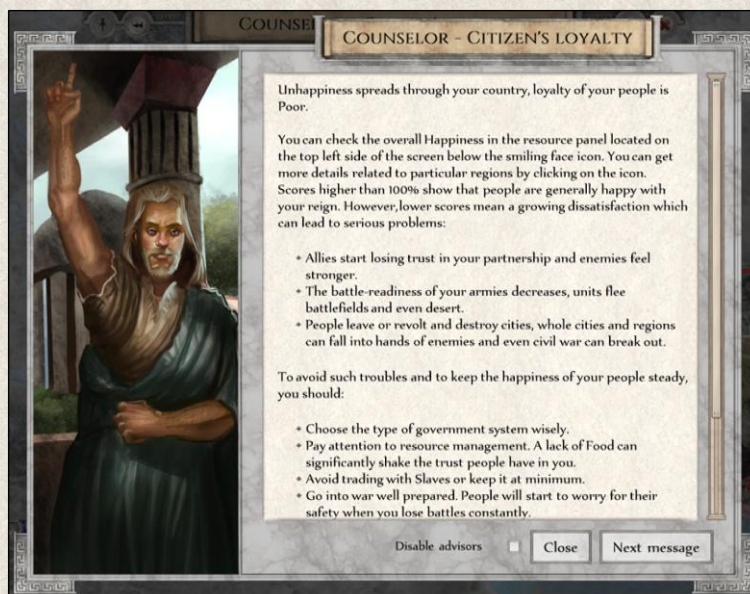 COUNSE
COUNSELOR - CITIZEN'S LOYALTY
Unhappiness spreads through your country, loyalty of your people is
Poor.
You can check the overall Happiness in the resource panel located on
the top left side of the screen below the smiling face icon. You can get
more details related to particular regions by clicking on the icon.
Scores higher than 100% show that people are generally happy with
your reign. However,lower scores mean a growing dissatisfaction which
can lead to serious problems:
• Allies start losing trust in your partnership and enemies feel
stronger.
• The battle-readiness of your armies decreases, units flee
battlefields and even desert.
• People leave or revolt and destroy cities, whole cities and regions
can fall into hands of enemies and even civil war can break out.
To avoid such troubles and to keep the happiness of your people steady,
you should:
• Choose the type of government system wisely.
• Pay attention to resource management. A lack of Food can
significantly shake the trust people have in you.
• Avoid trading with Slaves or keep it at minimum.
• Go into war well prepared. People will start to worry for their
safety when you lose battles constantly.
Disable advisors
Close
Next message